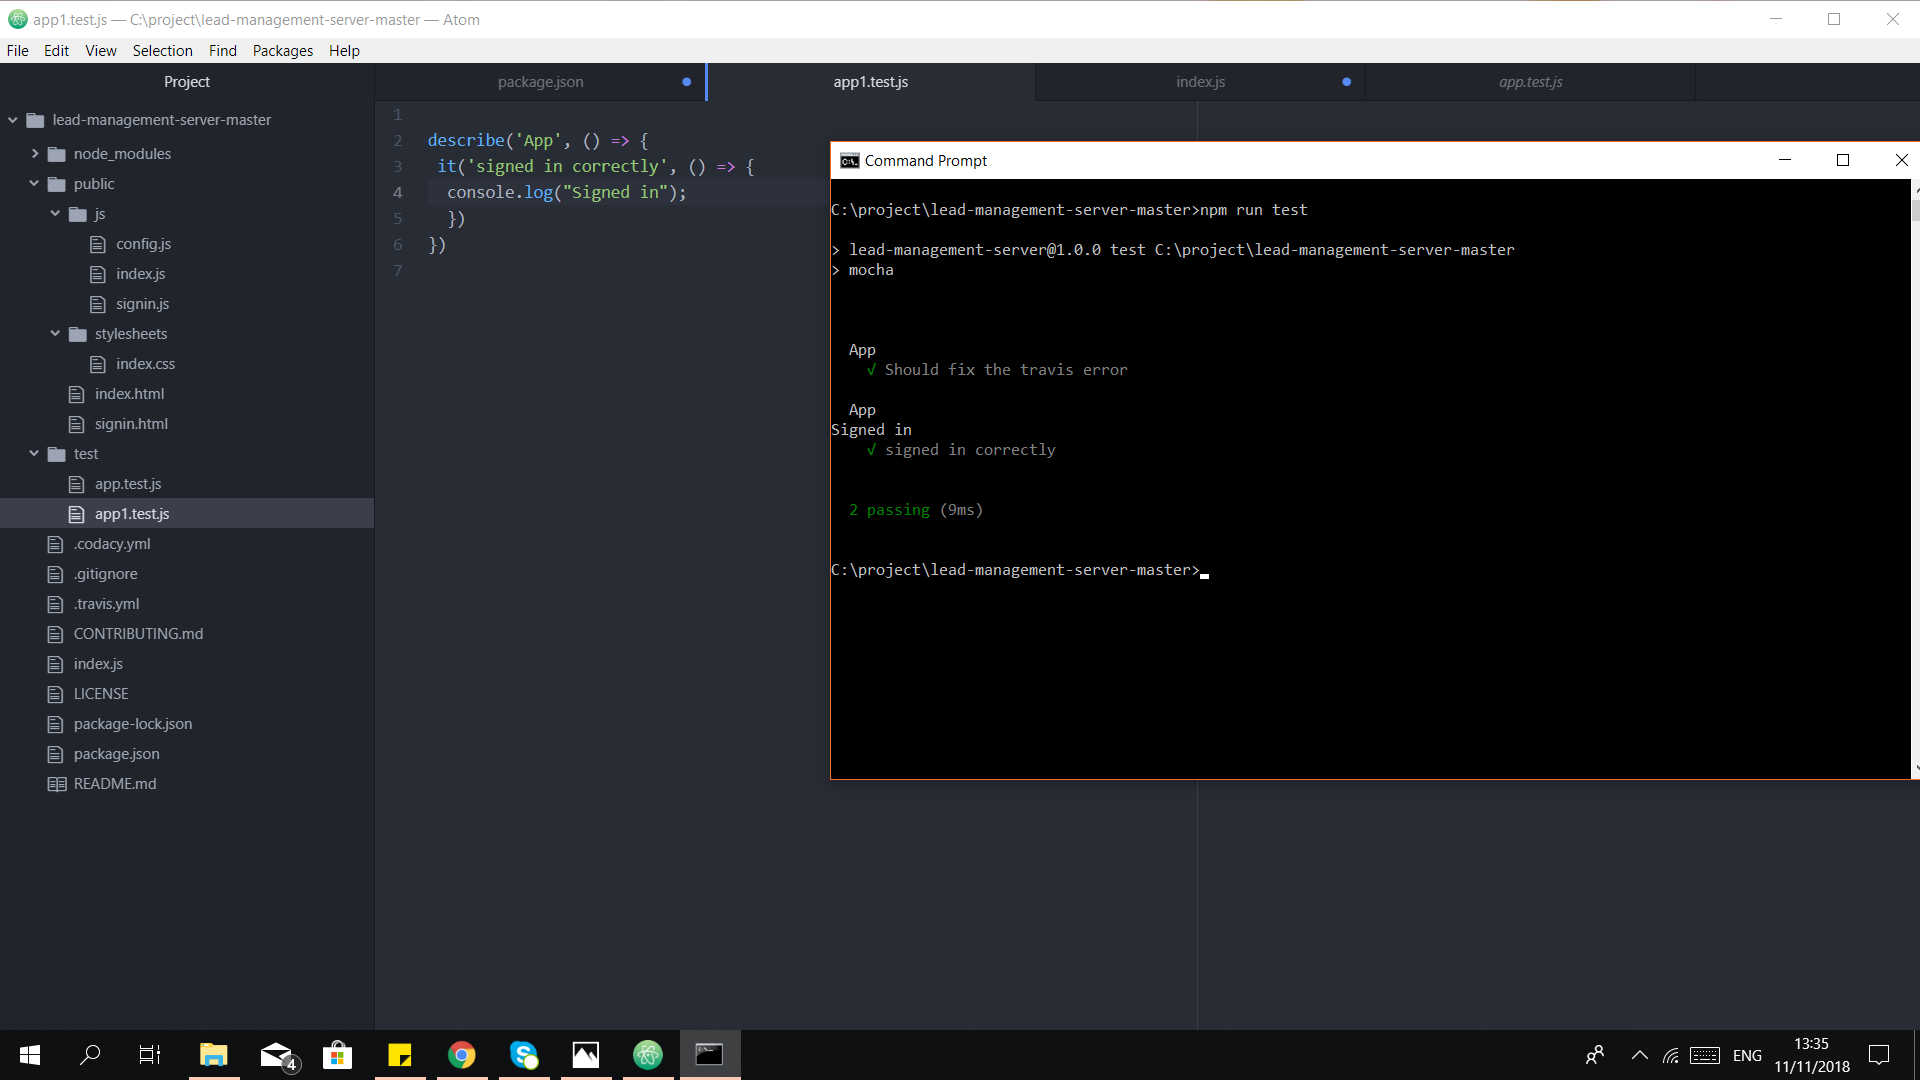 app1.test.js — C:\project\lead-management-server-master — Atom
File Edit View Selection Find Packages Help
Project
package.json
app1.test.js
index.js
app.test.js
lead-management-server-master
node_modules
public
js
config.js
index.js
signin.js
stylesheets
index.css
index.html
signin.html
test
app.test.js
app1.test.js
.codacy.yml
.gitignore
.travis.yml
CONTRIBUTING.md
index.js
LICENSE
package-lock.json
package.json
README.md
1
2 describe('App', () => {
3 it('signed in correctly', () => {
4 console.log("Signed in");
5 })
6 })
7
Command Prompt
C:\project\lead-management-server-master>npm run test
> lead-management-server@1.0.0 test C:\project\lead-management-server-master
> mocha
App
√ Should fix the travis error
App
Signed in
√ signed in correctly
2 passing (9ms)
C:\project\lead-management-server-master>
4
ENG
13:35
11/11/2018